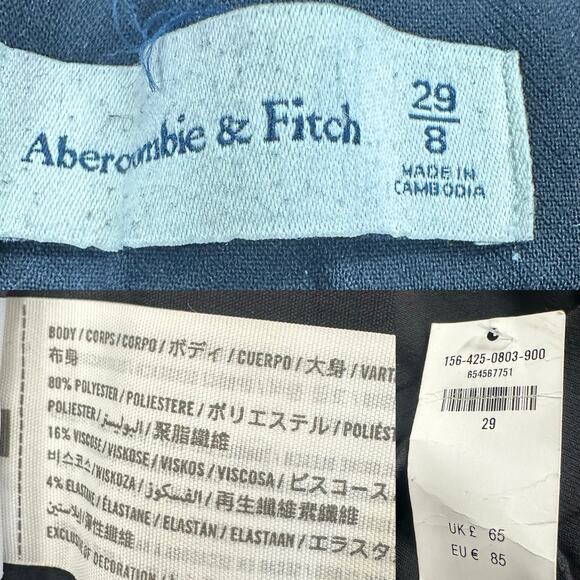 Abercrombie & Fitch
29
8
MADE IN
CAMBODIA
BODY / CORPS / CORPO / ボディ / CUERPO / 大身 / VART
布身
80% POLYESTER / POLIESTERE / ポリエステル / POLIÉST
POLIESTER / البوليستر / 聚脂纖維
16% VISCOSE / VISKOSE / VISKOS / VISCOSA / ビスコース
비스코스 / WISKOZA / الفسكوز / 再生纖維素纖維
4% ELASTANE / ÉLASTANE / ELASTAN / ELASTAAN / エラスタ
彈性纖維
EXCLUSIVE OF DECORATION
156-425-0803-900
654567751
29
UK £ 65
EU € 85